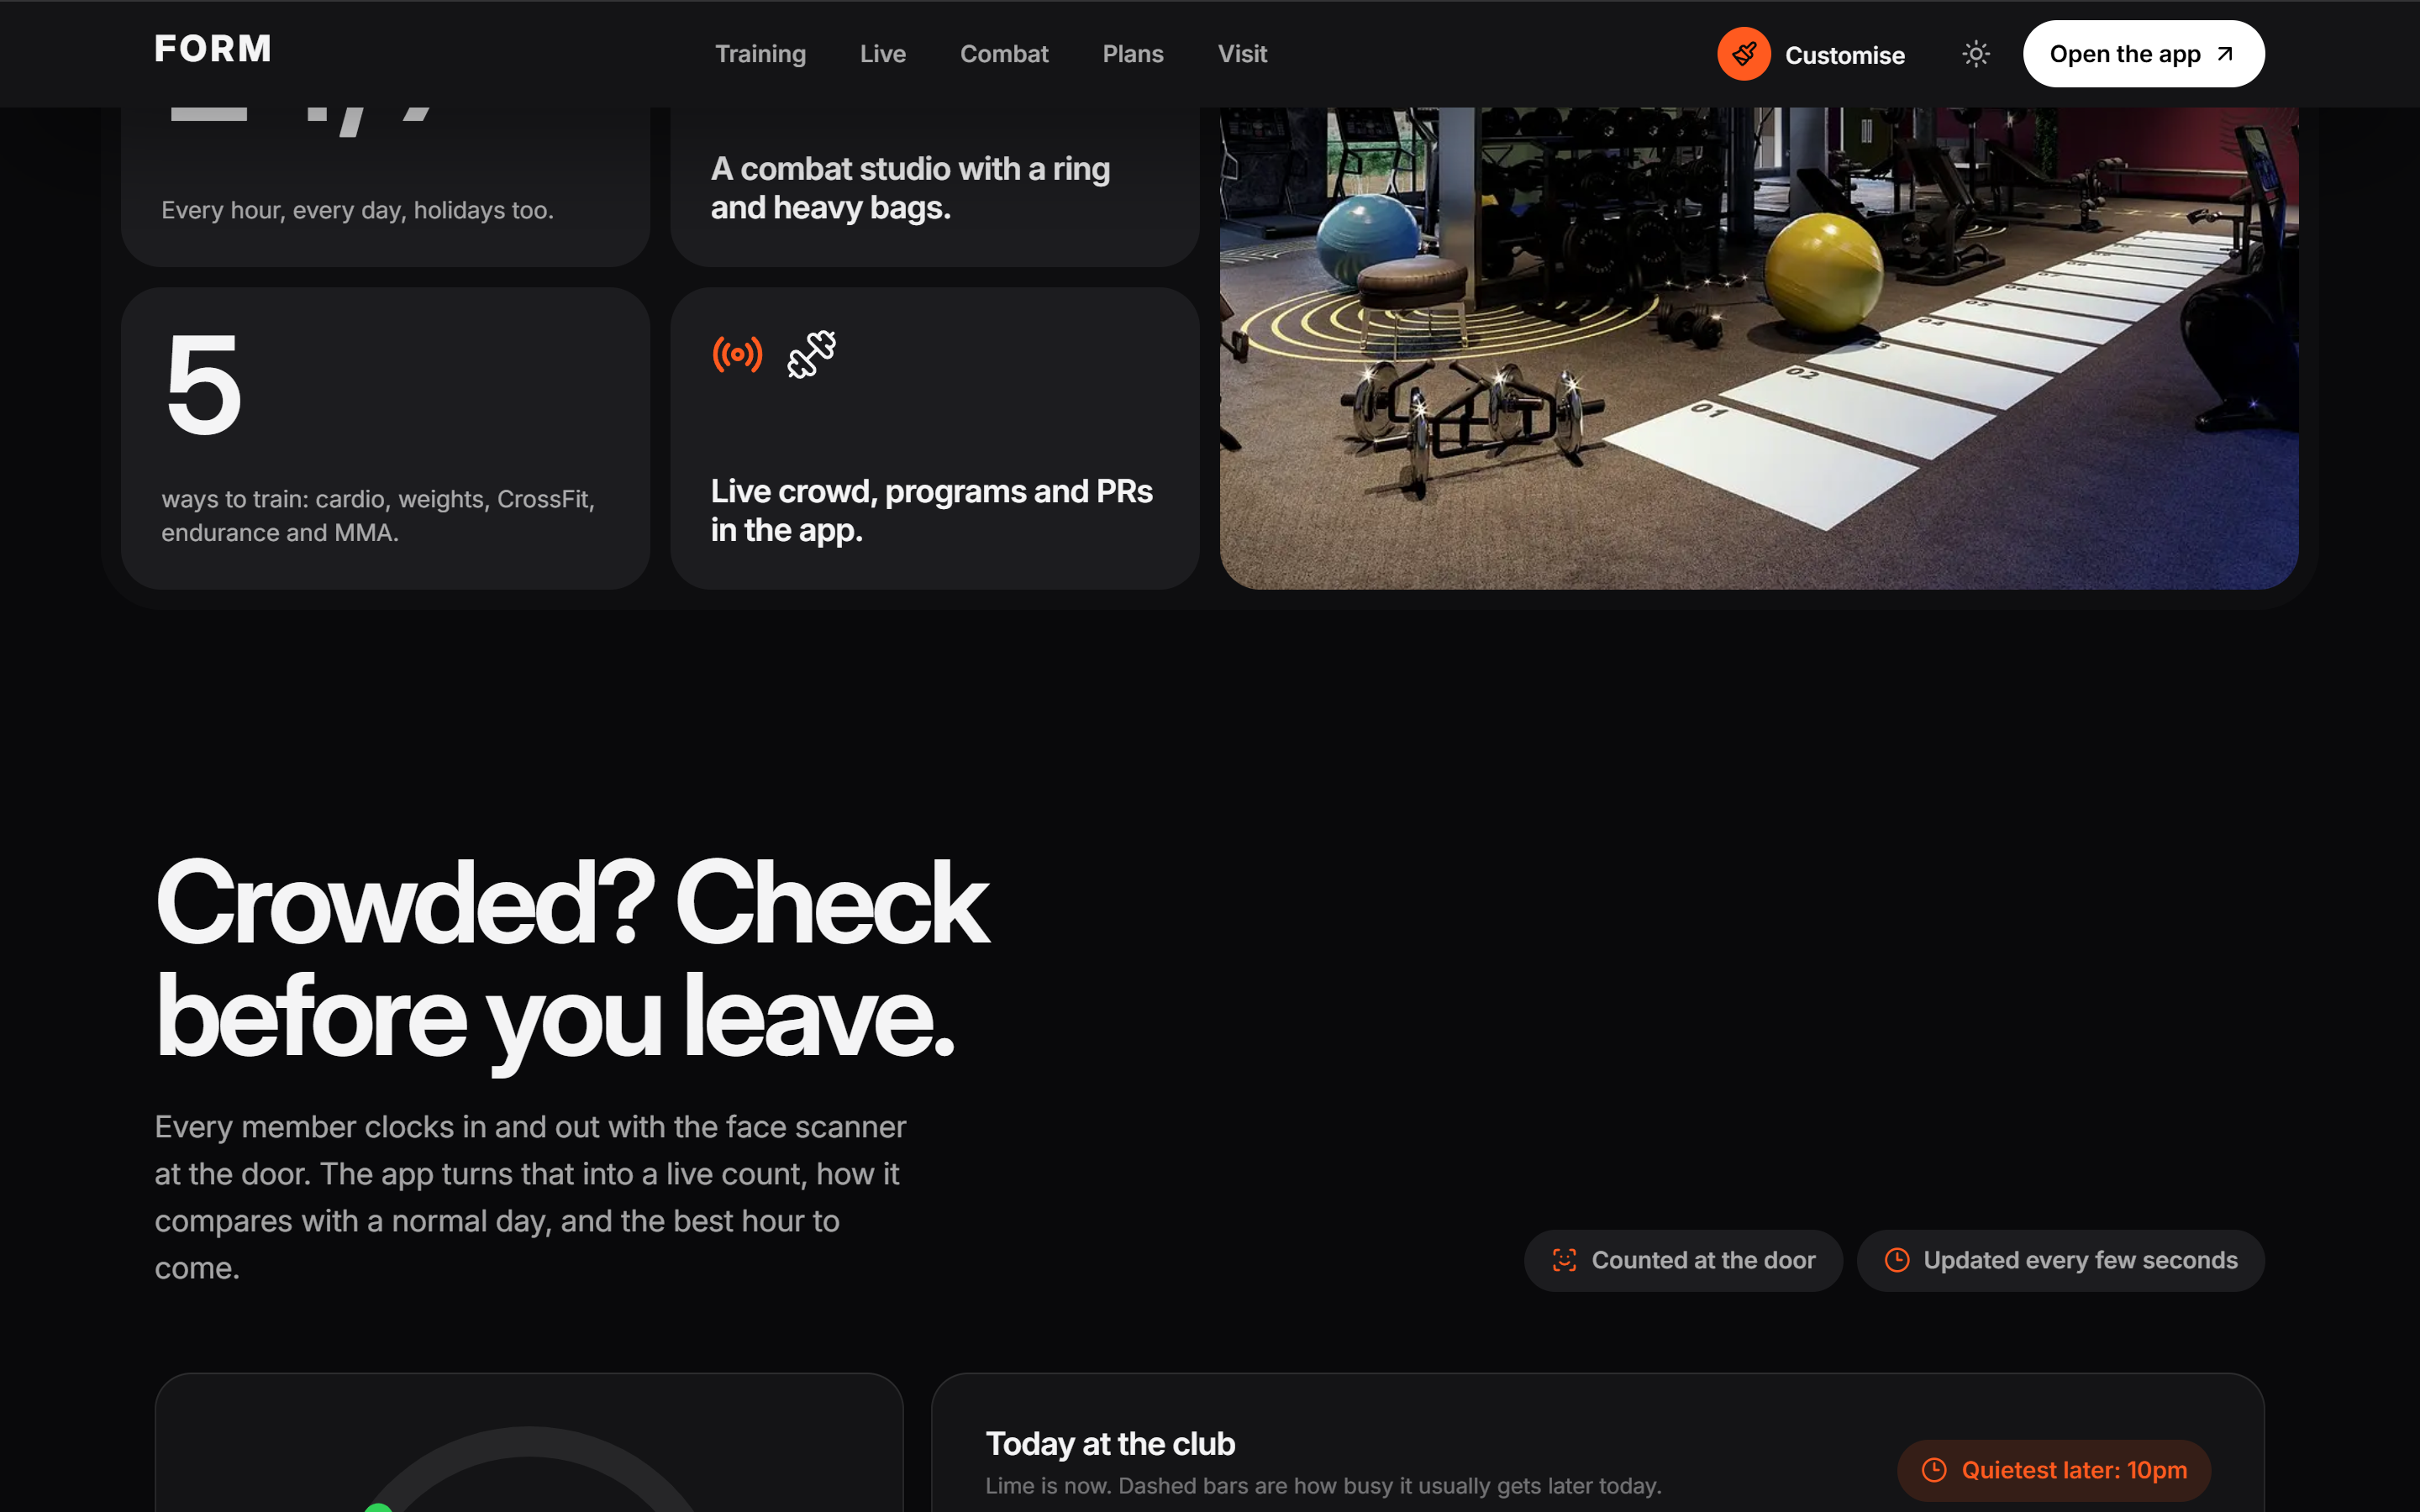 FORM
Training
Live
Combat
Plans
Visit
Customise
Open the app
Every hour, every day, holidays too.
A combat studio with a ring
and heavy bags.
5
ways to train: cardio, weights, CrossFit,
endurance and MMA.
Live crowd, programs and PRs
in the app.
04
03
02
01
Crowded? Check
before you leave.
Every member clocks in and out with the face scanner
at the door. The app turns that into a live count, how it
compares with a normal day, and the best hour to
come.
Counted at the door
Updated every few seconds
Today at the club
Lime is now. Dashed bars are how busy it usually gets later today.
Quietest later: 10pm